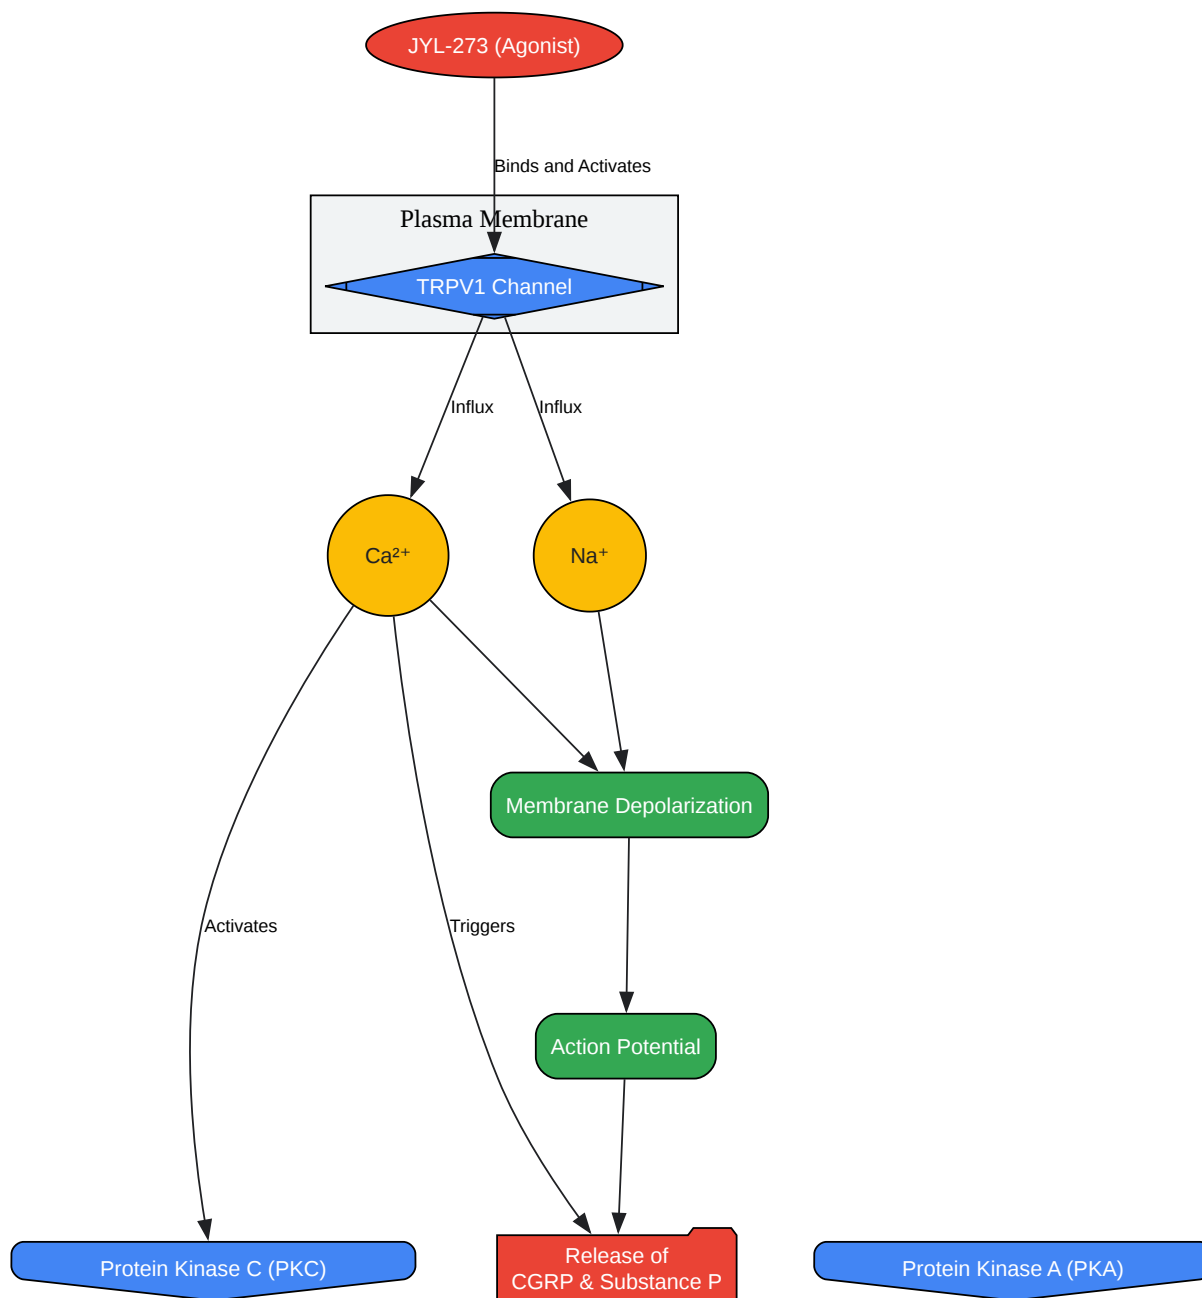 JYL-273 (Agonist)
Binds and Activates
Plasma Membrane
TRPV1 Channel
Influx
Influx
Ca²⁺
Na⁺
Membrane Depolarization
Activates
Triggers
Action Potential
Protein Kinase C (PKC)
Release of
CGRP & Substance P
Protein Kinase A (PKA)